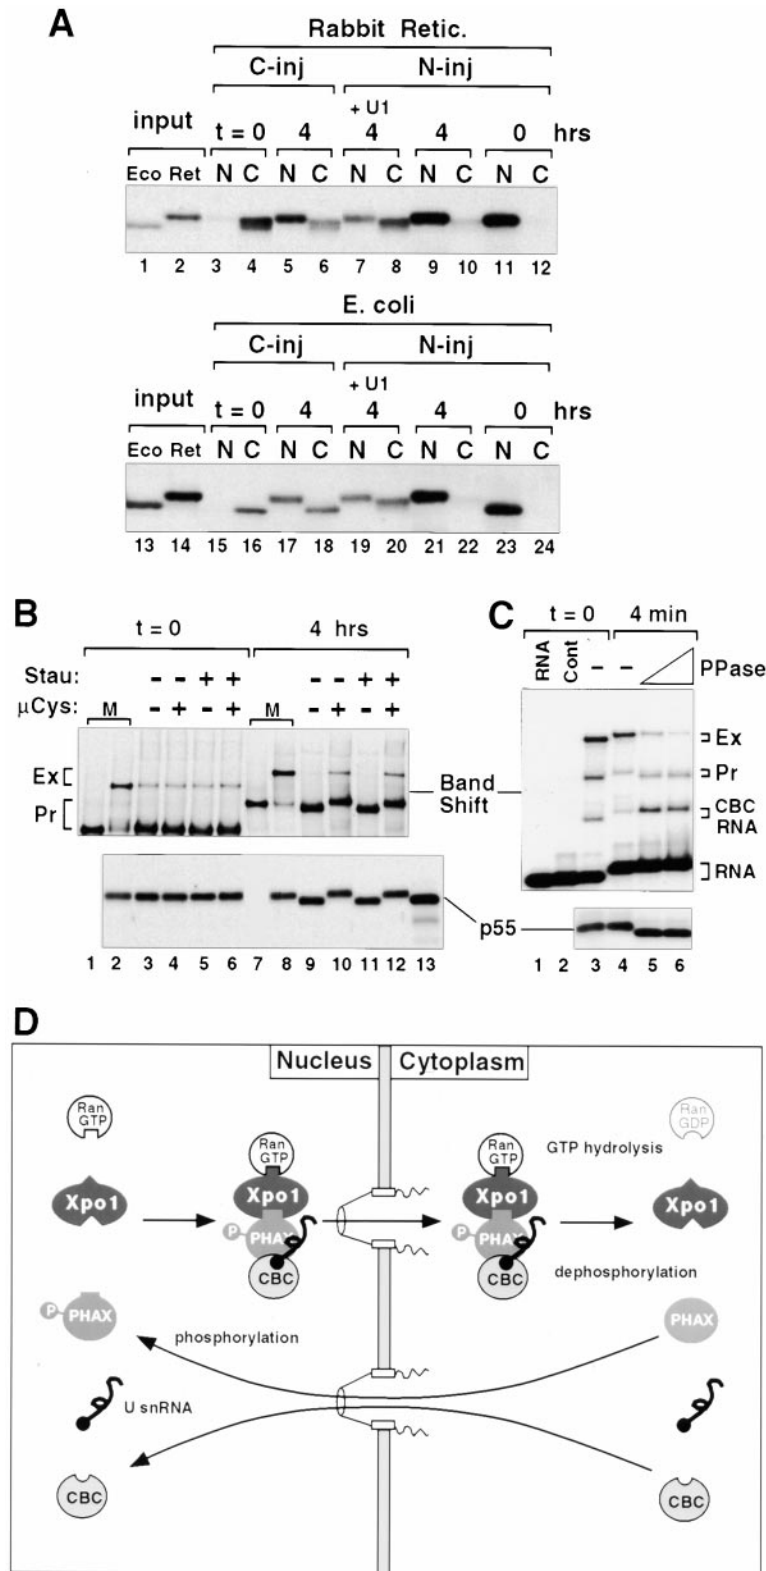 A
Rabbit Retic.
C-inj N-inj
+ U1
input t = 0 4 4 4 0 hrs
Eco Ret N C N C N C N C N C
1 2 3 4 5 6 7 8 9 10 11 12
E. coli
C-inj N-inj
+ U1
input t = 0 4 4 4 0 hrs
Eco Ret N C N C N C N C N C
13 14 15 16 17 18 19 20 21 22 23 24
B
t = 0 4 hrs
Stau: - - + + - - + +
μCys: M - + - + M - + - +
Ex
Pr
Band
Shift
p55
1 2 3 4 5 6 7 8 9 10 11 12 13
C
t = 0 4 min
RNA Cont - - PPase
Ex
Pr
CBC
RNA
RNA
1 2 3 4 5 6
D
Nucleus Cytoplasm
Ran
GTP
Xpo1
P PHAX
U snRNA
CBC
Ran
GTP
Xpo1
P PHAX
CBC
phosphorylation
Ran
GTP
Xpo1
P PHAX
CBC
GTP hydrolysis
dephosphorylation
Ran
GDP
Xpo1
PHAX
CBC